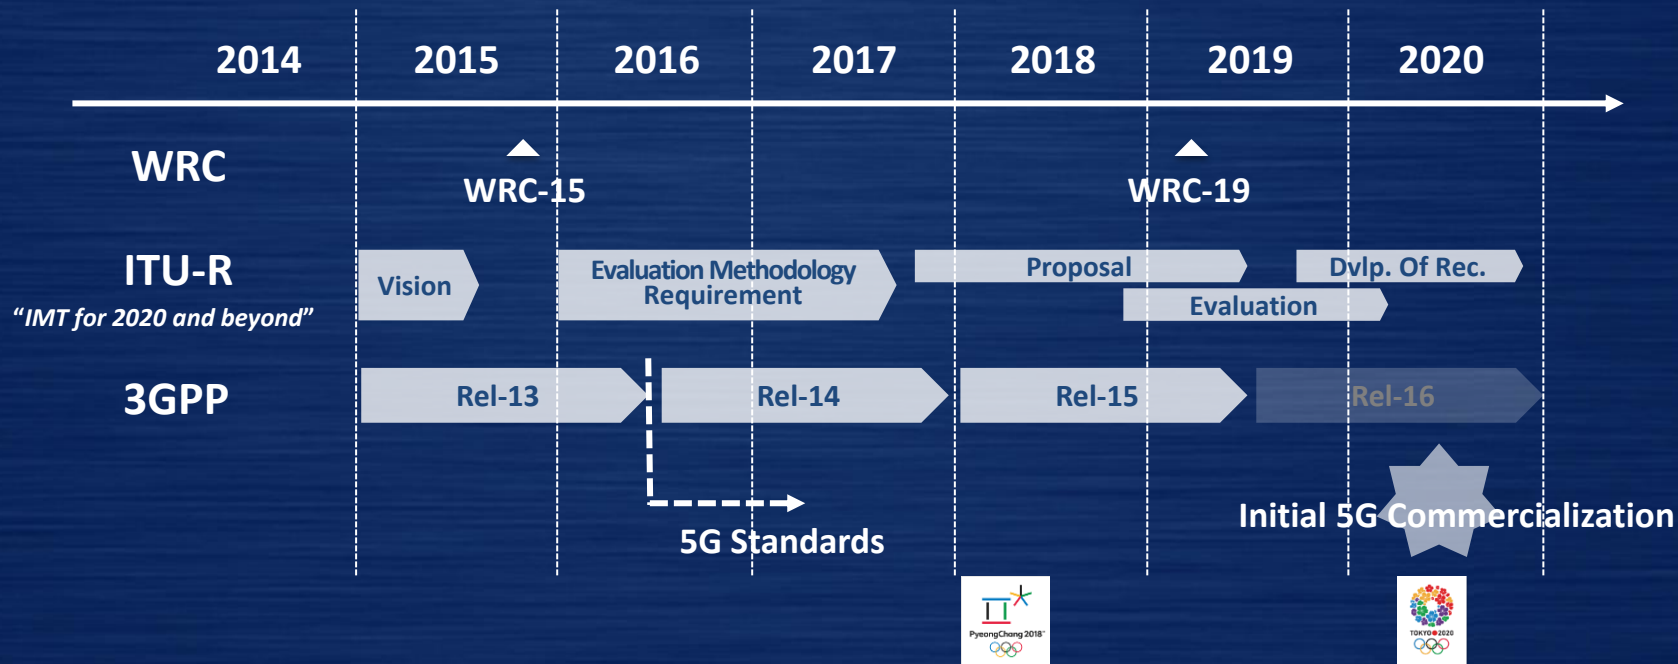 2014 2015 2016 2017 2018 2019 2020
WRC
WRC-15 WRC-19
ITU-R
“IMT for 2020 and beyond”
Vision
Evaluation Methodology
Requirement
Proposal
Dvlp. Of Rec.
Evaluation
3GPP
Rel-13 Rel-14 Rel-15 Rel-16
5G Standards
Initial 5G Commercialization
PyeongChang 2018™
TOKYO 2020